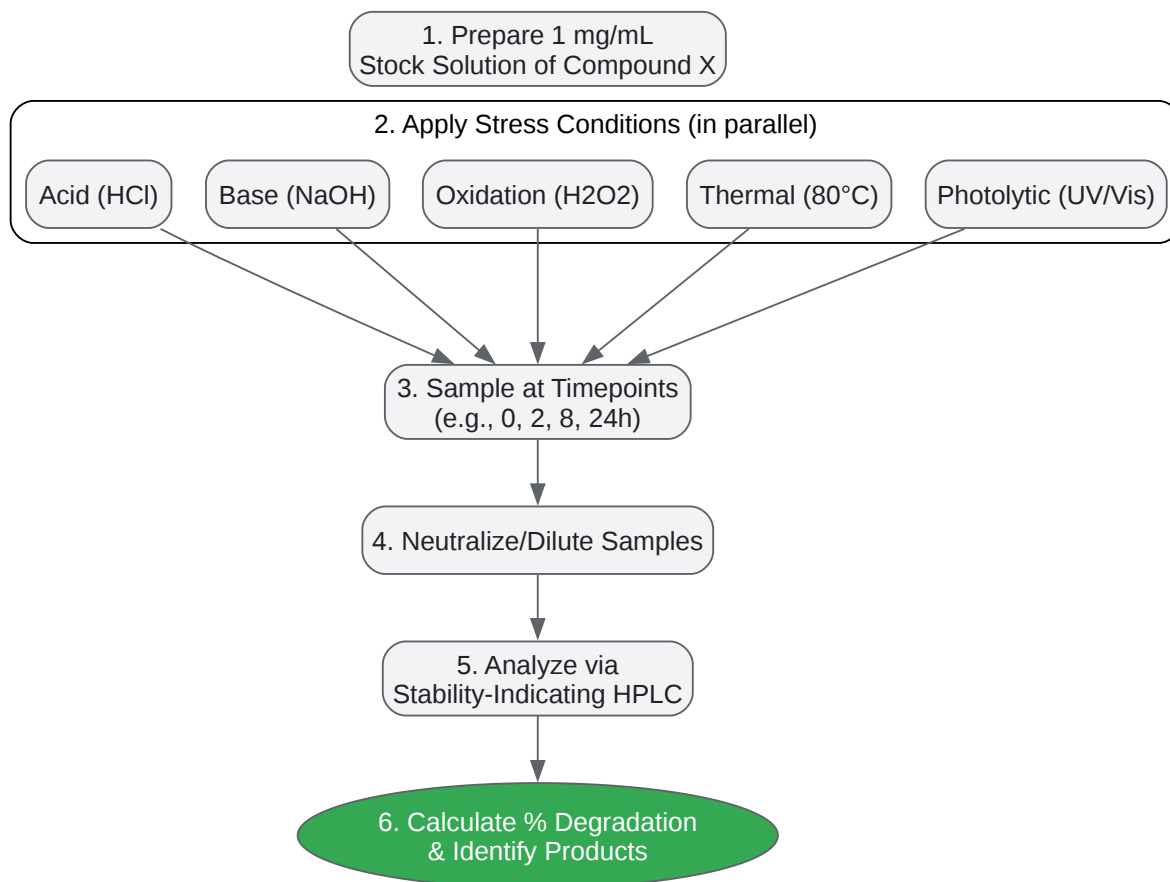 1. Prepare 1 mg/mL
Stock Solution of Compound X
2. Apply Stress Conditions (in parallel)
Acid (HCl)
Base (NaOH)
Oxidation (H2O2)
Thermal (80°C)
Photolytic (UV/Vis)
3. Sample at Timepoints
(e.g., 0, 2, 8, 24h)
4. Neutralize/Dilute Samples
5. Analyze via
Stability-Indicating HPLC
6. Calculate % Degradation
& Identify Products